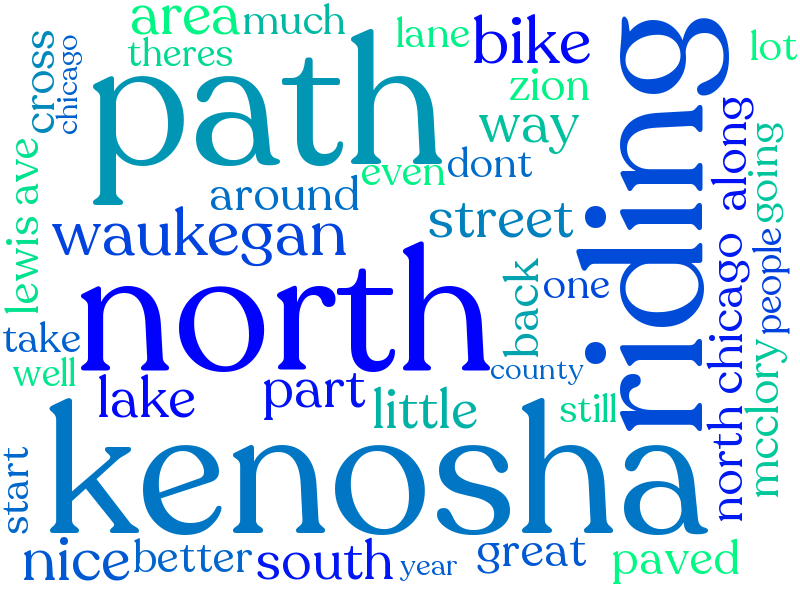 area
much
bike
lot
theres
lane
cross
chicago
path
zion
way
riding
even
dont
along
going
around
lewis ave
waukegan
street
people
north
back
one
north chicago
take
well
county
mcclory
lake
part
little
still
kenosha
start
nice
better
south
year
great
paved